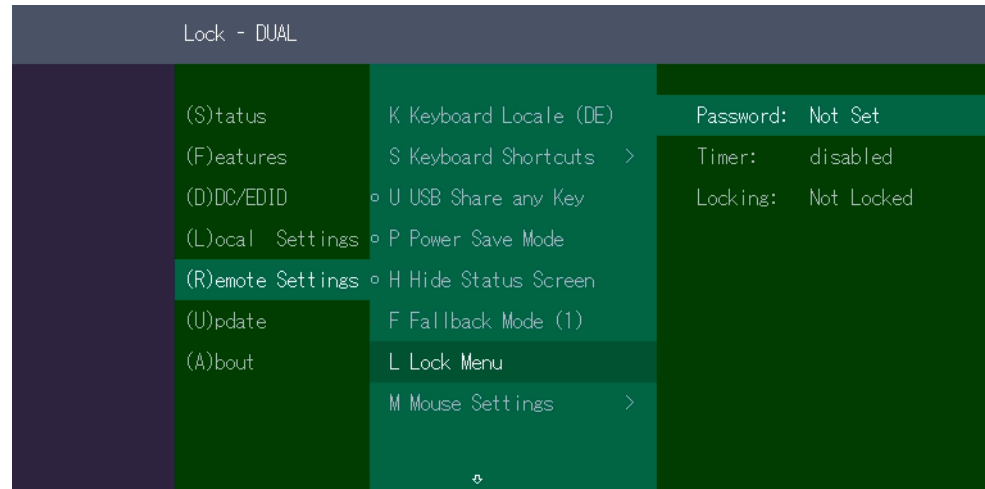 Lock - DUAL
(S)tatus
(F)eatures
(D)DC/EDID
(L)ocal Settings
(R)emote Settings
(U)pdate
(A)bout
K Keyboard Locale (DE)
S Keyboard Shortcuts >
U USB Share any Key
P Power Save Mode
H Hide Status Screen
F Fallback Mode (1)
L Lock Menu
M Mouse Settings >
Password: Not Set
Timer: disabled
Locking: Not Locked